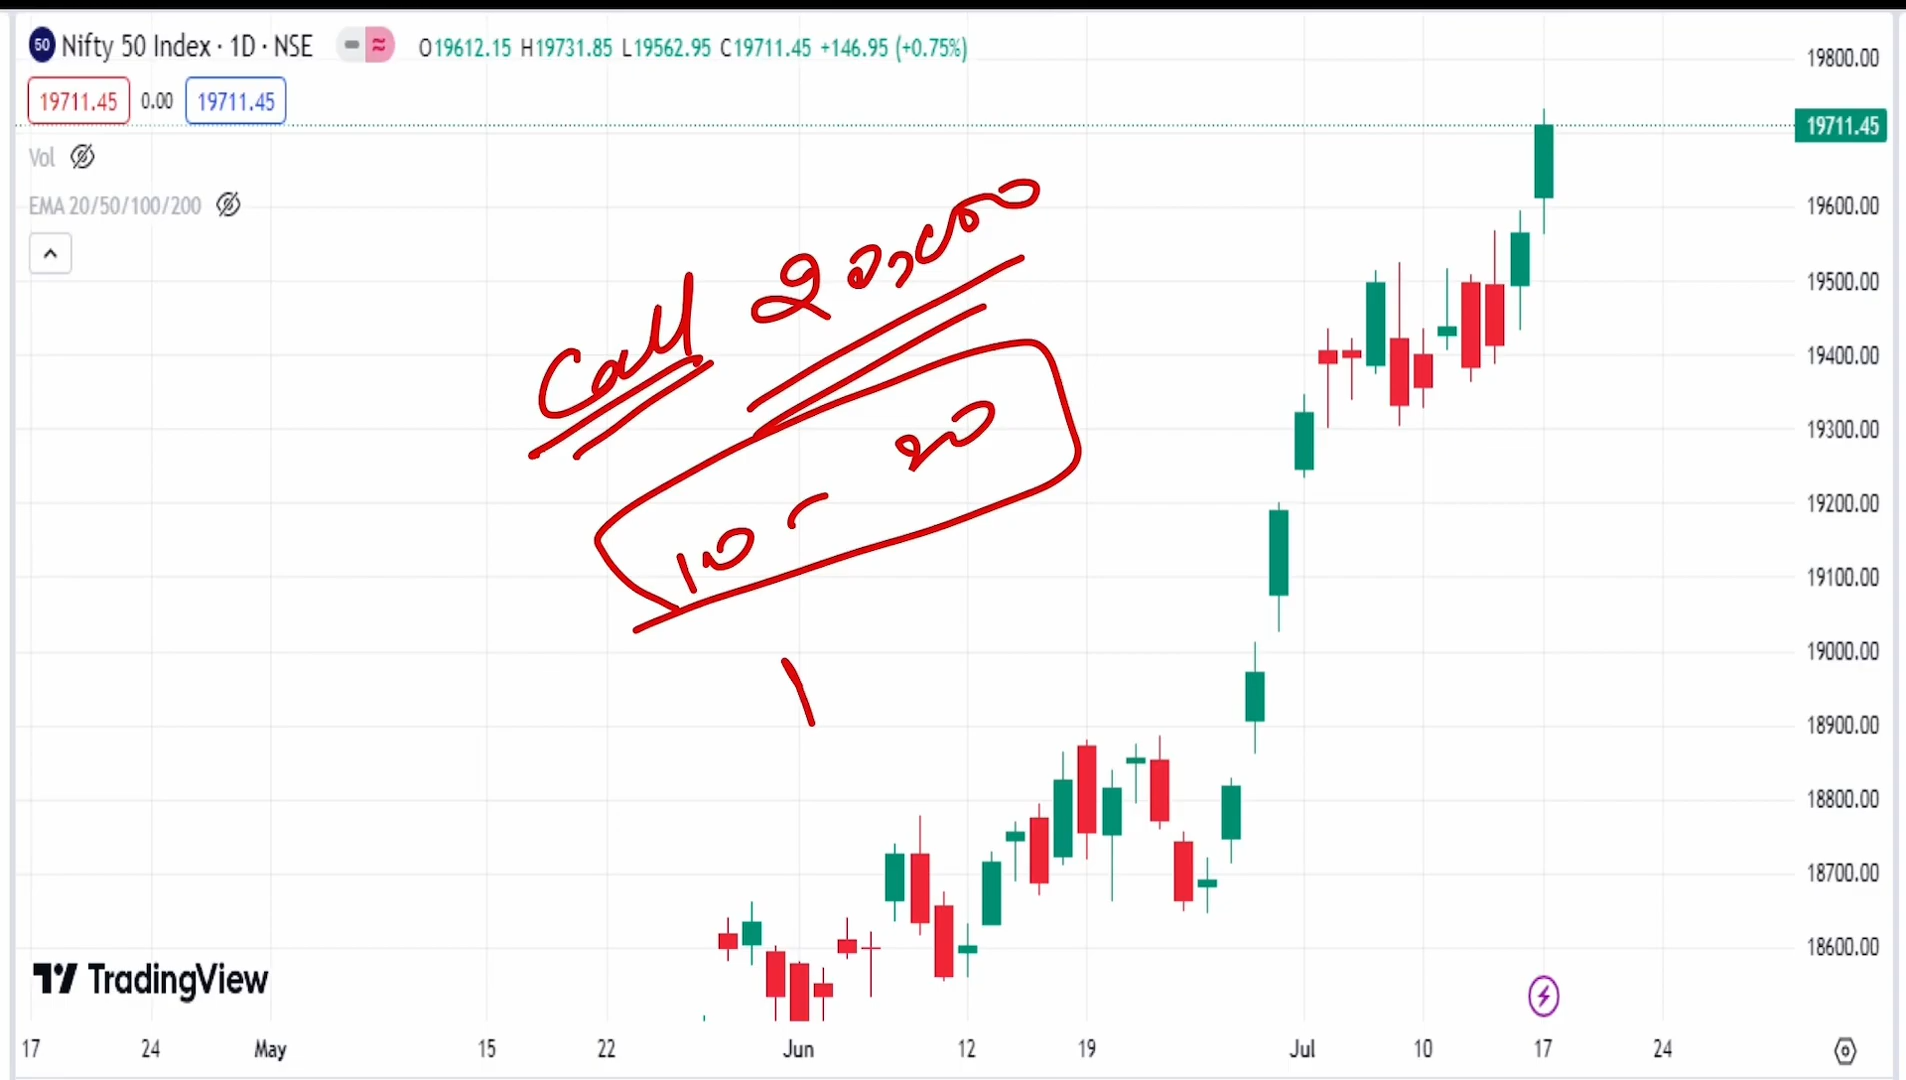 50 Nifty 50 Index · 1D · NSE O19612.15 H19731.85 L19562.95 C19711.45 +146.95 (+0.75%)
19711.45 0.00 19711.45
Vol
EMA 20/50/100/200
Call
100 20
19800.00
19711.45
19600.00
19500.00
19400.00
19300.00
19200.00
19100.00
19000.00
18900.00
18800.00
18700.00
18600.00
TradingView
17 24 May 15 22 Jun 12 19 Jul 10 17 24